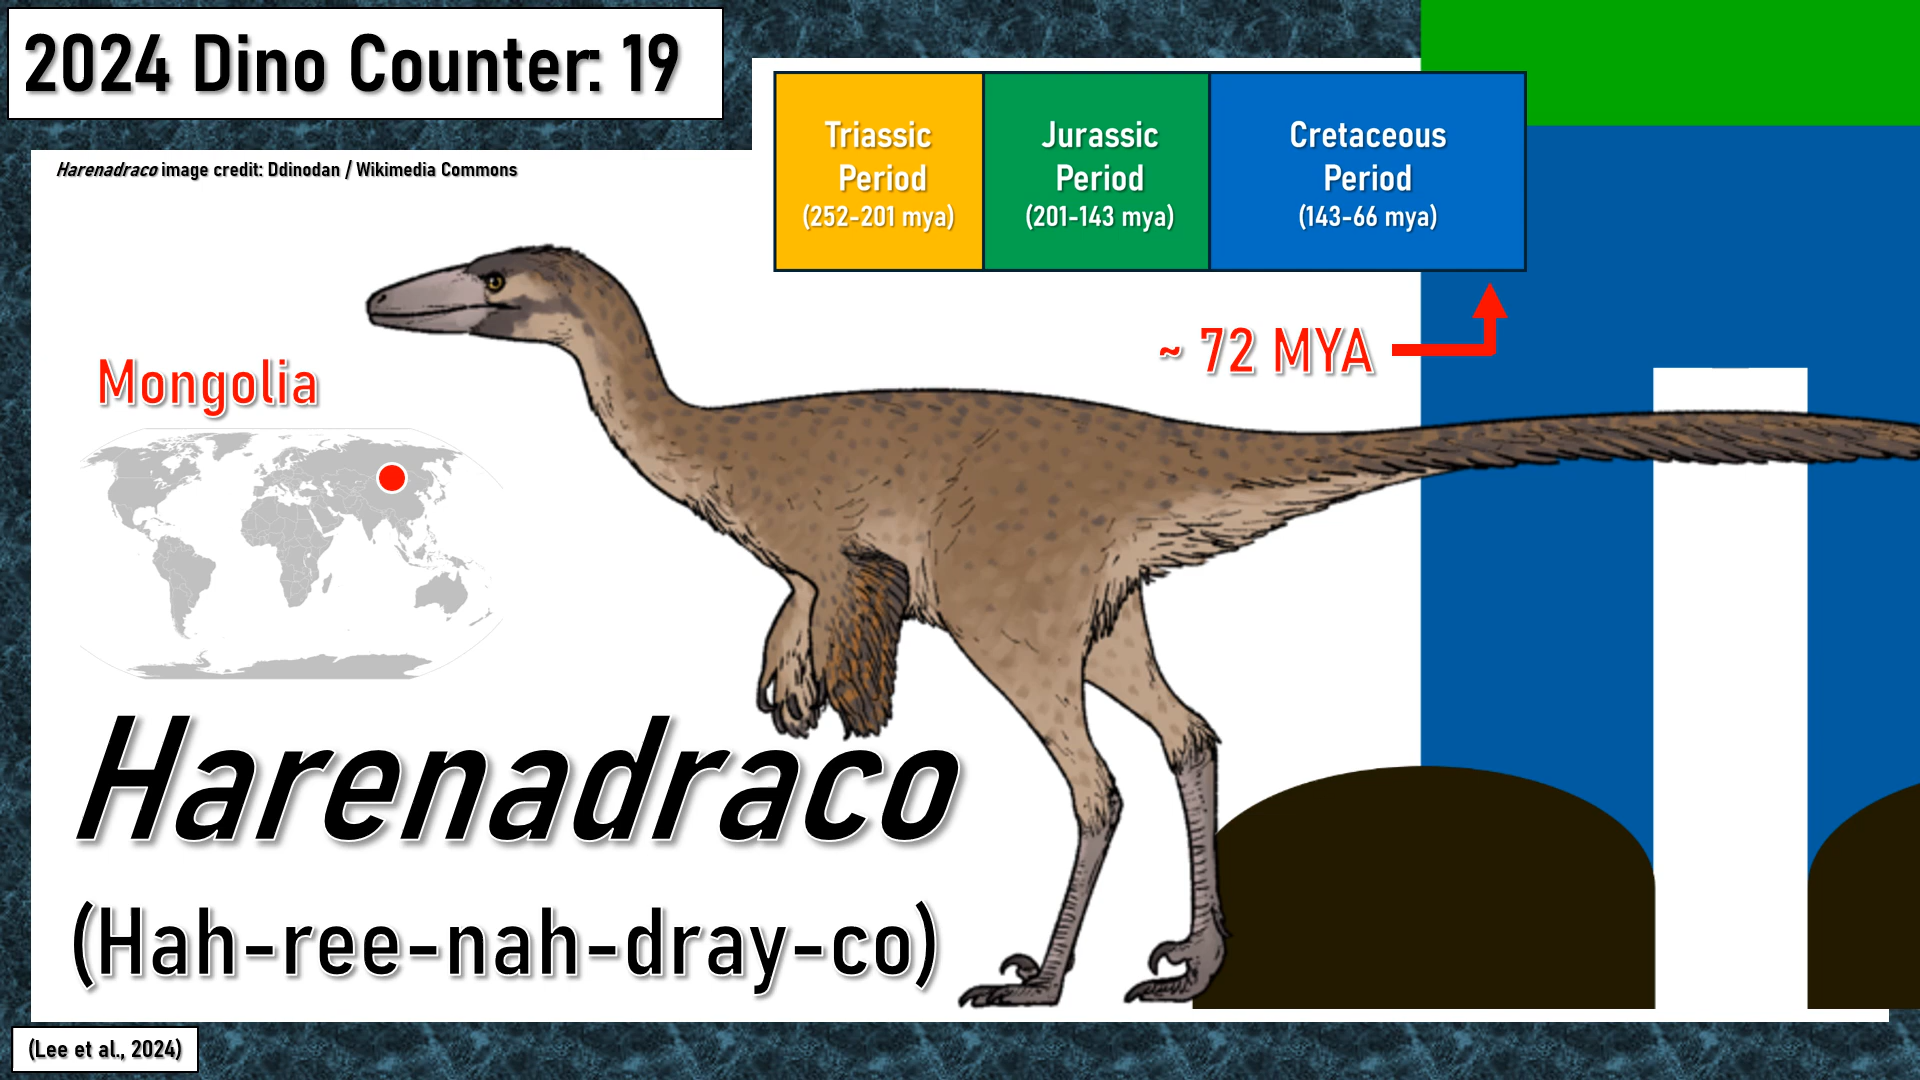 2024 Dino Counter: 19
Harenadraco image credit: Ddinodan / Wikimedia Commons
Triassic
Period
(252-201 mya)
Jurassic
Period
(201-143 mya)
Cretaceous
Period
(143-66 mya)
~ 72 MYA
Mongolia
Harenadraco
(Hah-ree-nah-dray-co)
(Lee et al., 2024)